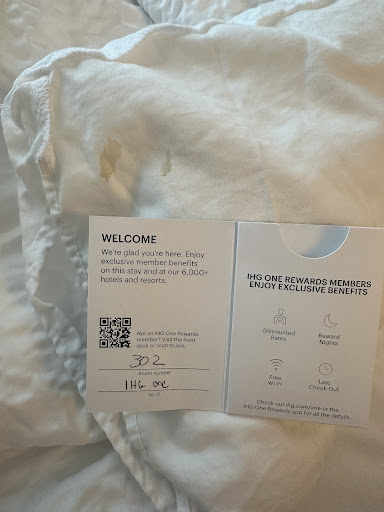 WELCOME
We're glad you're here. Enjoy
exclusive member benefits
on this stay and at our 6,000+
hotels and resorts.
Not an IHG One Rewards
member? Visit the front
desk or scan to join.
302
Room number
IHG one
Wi-Fi
IHG ONE REWARDS MEMBERS
ENJOY EXCLUSIVE BENEFITS
Discounted
Rates
Reward
Nights
Free
Wi-Fi
Late
Check-Out
Check out ihg.com/one or the
IHG One Rewards app for all the details.